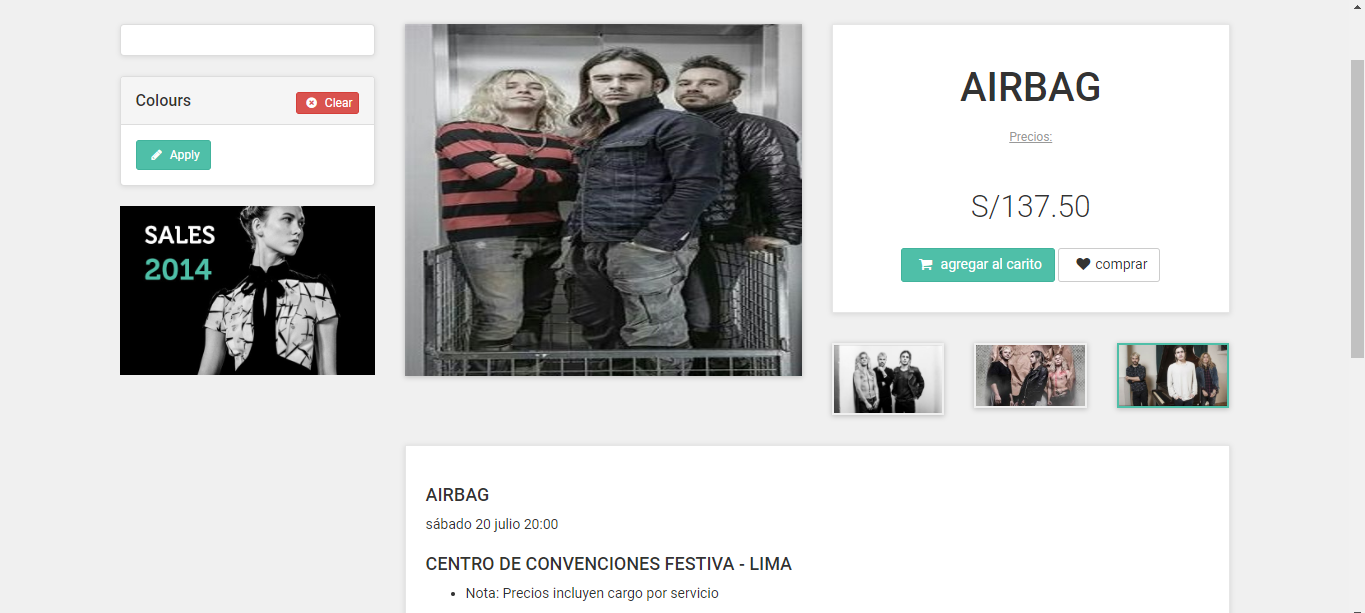 Colours
Clear
Apply
SALES
2014
AIRBAG
Precios:
S/137.50
agregar al carito
comprar
AIRBAG
sábado 20 julio 20:00
CENTRO DE CONVENCIONES FESTIVA - LIMA
Nota: Precios incluyen cargo por servicio